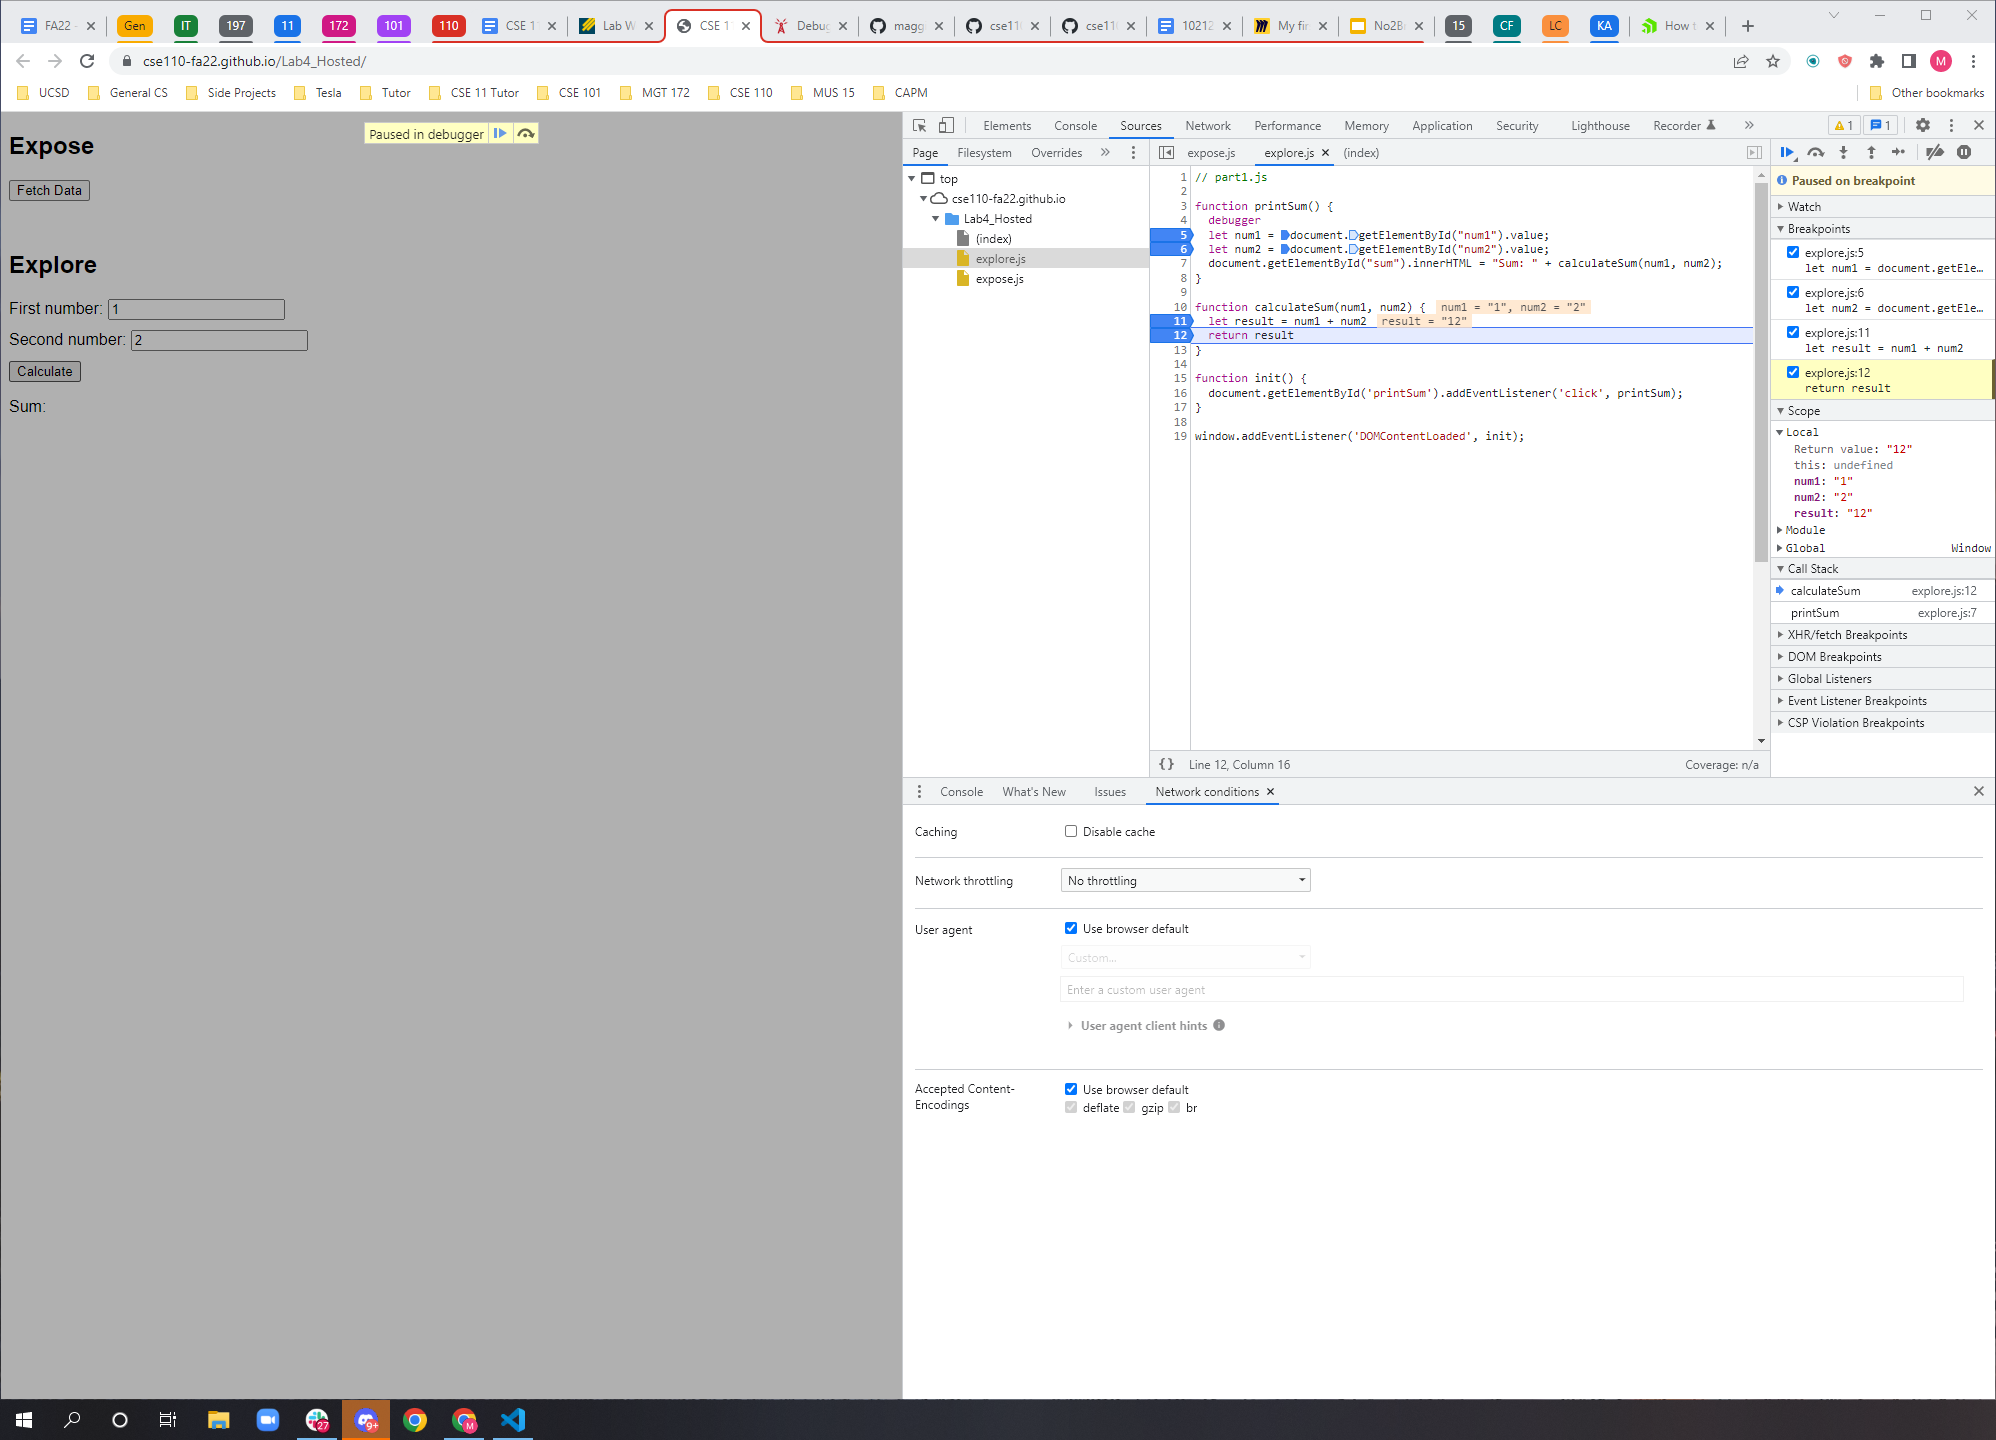 FA22 -
Gen
IT
197
11
172
101
110
CSE 1
Lab W
CSE 1
Debug
magg
cse11
cse11
10212
My fir
No2B
15
CF
LC
KA
How t
cse110-fa22.github.io/Lab4_Hosted/
M
UCSD
General CS
Side Projects
Tesla
Tutor
CSE 11 Tutor
CSE 101
MGT 172
CSE 110
MUS 15
CAPM
Other bookmarks
Expose
Paused in debugger
Fetch Data
Explore
First number: 1
Second number: 2
Calculate
Sum:
Elements Console Sources Network Performance Memory Application Security Lighthouse Recorder » 1 1
Page Filesystem Overrides »
top
cse110-fa22.github.io
Lab4_Hosted
(index)
explore.js
expose.js
expose.js explore.js (index)
1 // part1.js
2
3 function printSum() {
4 debugger
5 let num1 = document.getElementById("num1").value;
6 let num2 = document.getElementById("num2").value;
7 document.getElementById("sum").innerHTML = "Sum: " + calculateSum(num1, num2);
8 }
9
10 function calculateSum(num1, num2) { num1 = "1", num2 = "2"
11 let result = num1 + num2 result = "12"
12 return result
13 }
14
15 function init() {
16 document.getElementById('printSum').addEventListener('click', printSum);
17 }
18
19 window.addEventListener('DOMContentLoaded', init);
{} Line 12, Column 16
Coverage: n/a
Paused on breakpoint
Watch
Breakpoints
explore.js:5
let num1 = document.getEle…
explore.js:6
let num2 = document.getEle…
explore.js:11
let result = num1 + num2
explore.js:12
return result
Scope
Local
Return value: "12"
this: undefined
num1: "1"
num2: "2"
result: "12"
Module
Global Window
Call Stack
calculateSum explore.js:12
printSum explore.js:7
XHR/fetch Breakpoints
DOM Breakpoints
Global Listeners
Event Listener Breakpoints
CSP Violation Breakpoints
Console What's New Issues Network conditions
Caching Disable cache
Network throttling No throttling
User agent Use browser default
Custom...
Enter a custom user agent
User agent client hints
Accepted Content-
Encodings
Use browser default
deflate gzip br
27
9+
M